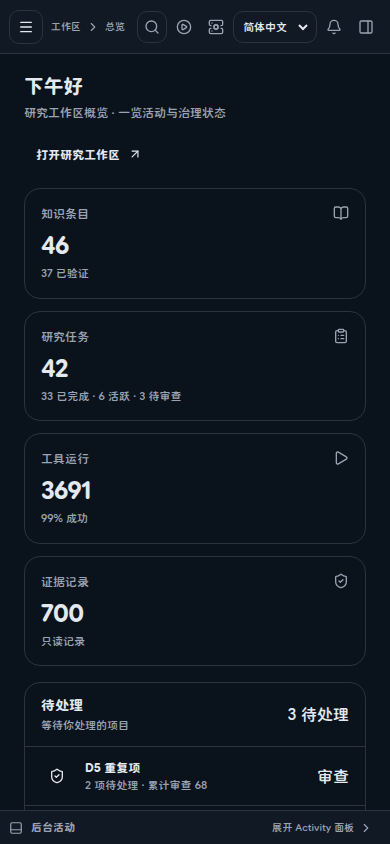 工作区 > 总览 简体中文
下午好
研究工作区概览 · 一览活动与治理状态
打开研究工作区
知识条目
46
37 已验证
研究任务
42
33 已完成 · 6 活跃 · 3 待审查
工具运行
3691
99% 成功
证据记录
700
只读记录
待处理
等待你处理的项目
3 待处理
D5 重复项
2 项待处理 · 累计审查 68
审查
后台活动
展开 Activity 面板